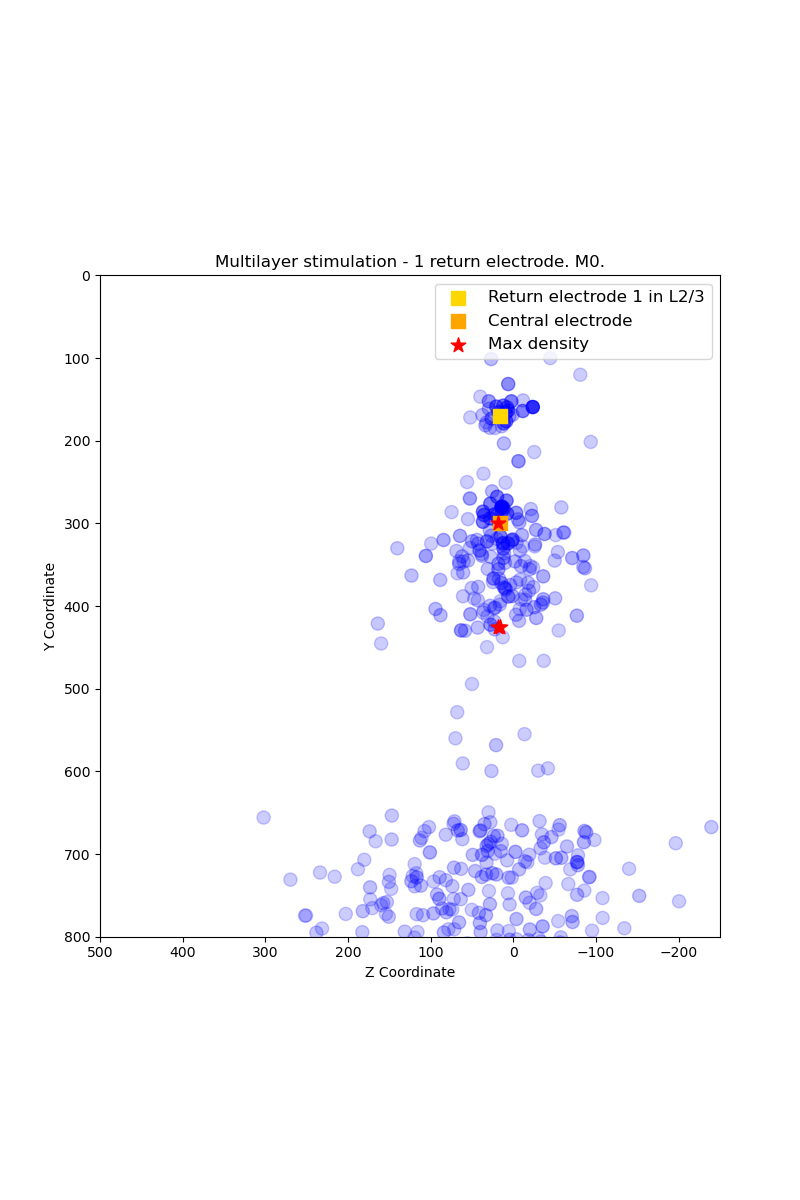 Multilayer stimulation - 1 return electrode. M0.
Return electrode 1 in L2/3
Central electrode
Max density
0
100
200
300
400
500
600
700
800
Y Coordinate
500
400
300
200
100
0
−100
−200
Z Coordinate